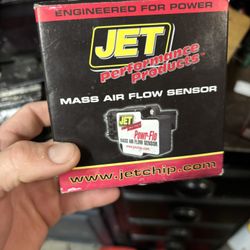 ENGINEERED FOR POWER
JET
Performance
Products
MASS AIR FLOW SENSOR
JET
Powr-Flo
MASS AIR FLOW SENSOR
www.jetchip.com